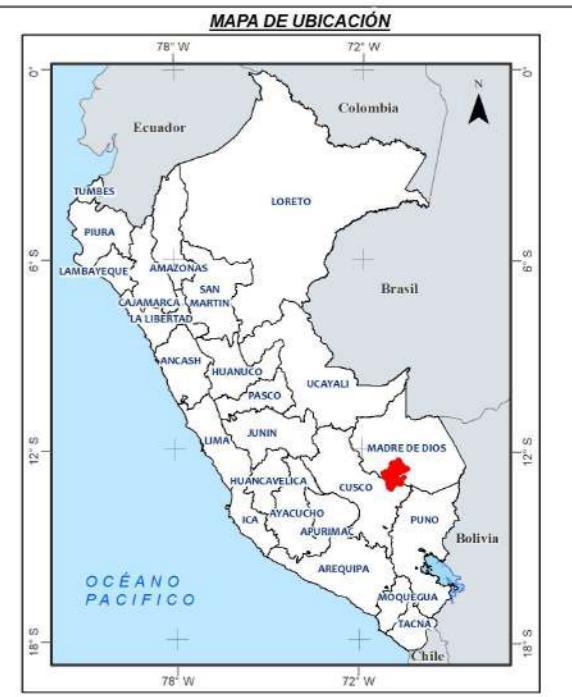 MAPA DE UBICACIÓN
78° W 72° W
0° 0°
N
Colombia
Ecuador
TUMBES
LORETO
PIURA
6° S 6° S
LAMBAYEQUE AMAZONAS
SAN
MARTIN
Brasil
CAJAMARCA
LA LIBERTAD
ANCASH
HUANUCO
UCAYALI
PASCO
LIMA JUNIN
MADRE DE DIOS
12° S 12° S
HUANCAVELICA
CUSCO
ICA AYACUCHO
PUNO
APURIMAC
Bolivia
AREQUIPA
OCÉANO
PACIFICO
MOQUEGUA
TACNA
18° S 18° S
Chile
78° W 72° W